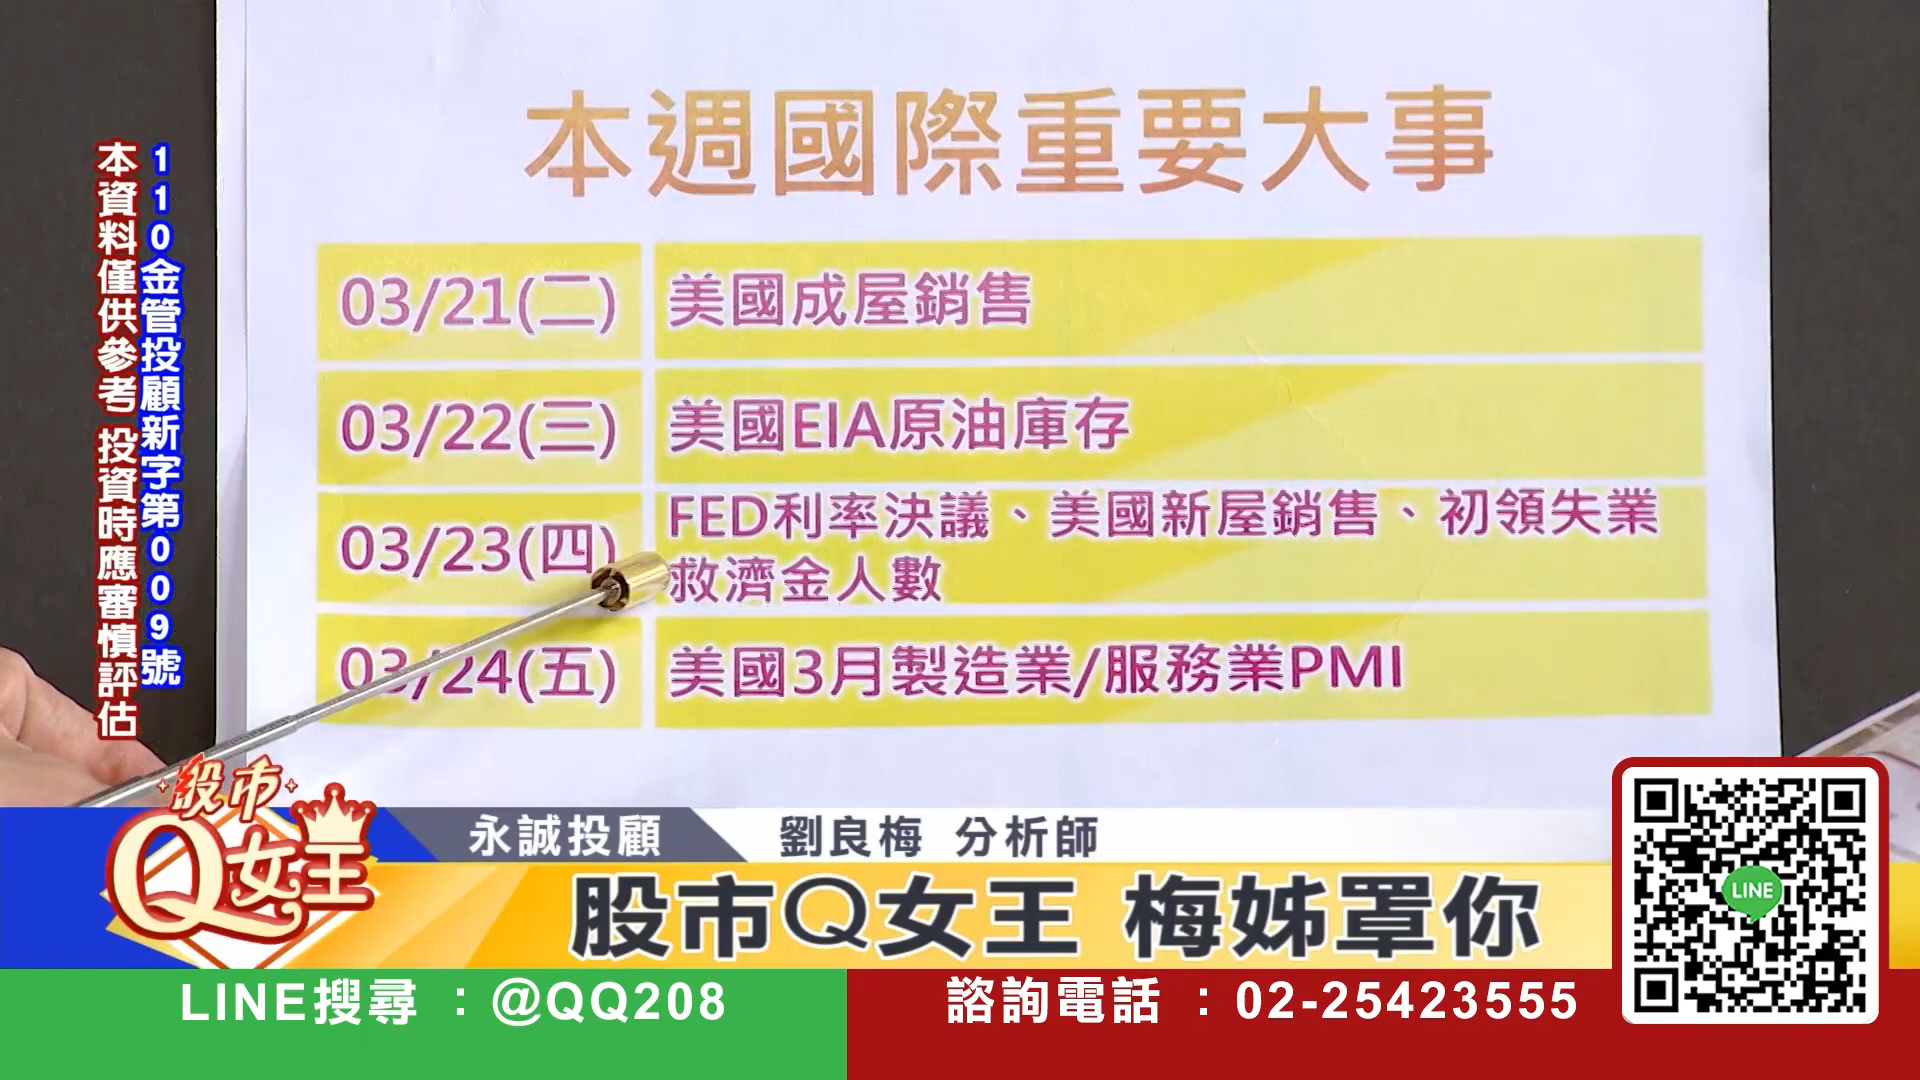 本週國際重要大事
03/21(二) 美國成屋銷售
03/22(三) 美國EIA原油庫存
03/23(四) FED利率決議、美國新屋銷售、初領失業
救濟金人數
03/24(五) 美國3月製造業/服務業PMI
110金管投顧新字第009號
本資料僅供參考 投資時應審慎評估
股市
Q女王
永誠投顧 劉良梅 分析師
股市Q女王 梅姊罩你
LINE
LINE搜尋：@QQ208
諮詢電話：02-25423555